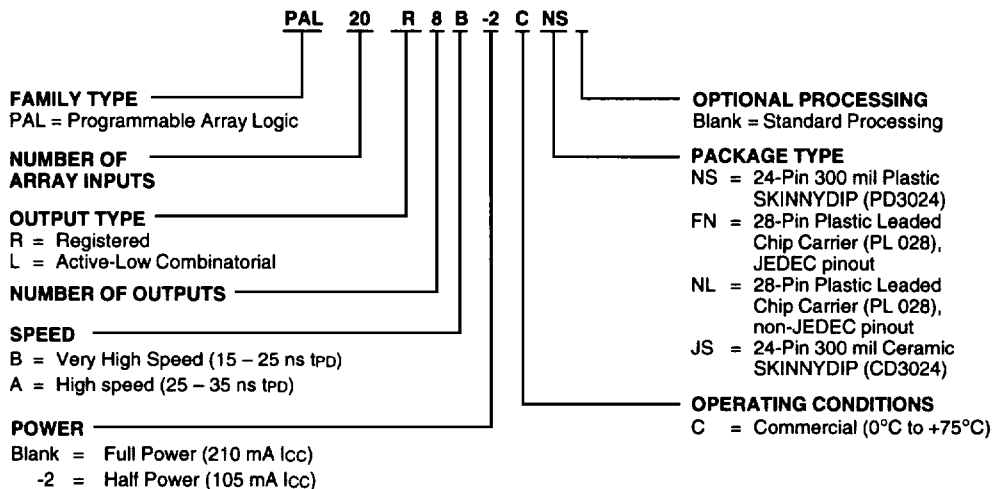 PAL 20 R 8 B -2 C NS
FAMILY TYPE
PAL = Programmable Array Logic
NUMBER OF
ARRAY INPUTS
OUTPUT TYPE
R = Registered
L = Active-Low Combinatorial
NUMBER OF OUTPUTS
SPEED
B = Very High Speed (15 – 25 ns tPD)
A = High speed (25 – 35 ns tPD)
POWER
Blank = Full Power (210 mA ICC)
-2 = Half Power (105 mA ICC)
OPTIONAL PROCESSING
Blank = Standard Processing
PACKAGE TYPE
NS = 24-Pin 300 mil Plastic
SKINNYDIP (PD3024)
FN = 28-Pin Plastic Leaded
Chip Carrier (PL 028),
JEDEC pinout
NL = 28-Pin Plastic Leaded
Chip Carrier (PL 028),
non-JEDEC pinout
JS = 24-Pin 300 mil Ceramic
SKINNYDIP (CD3024)
OPERATING CONDITIONS
C = Commercial (0°C to +75°C)